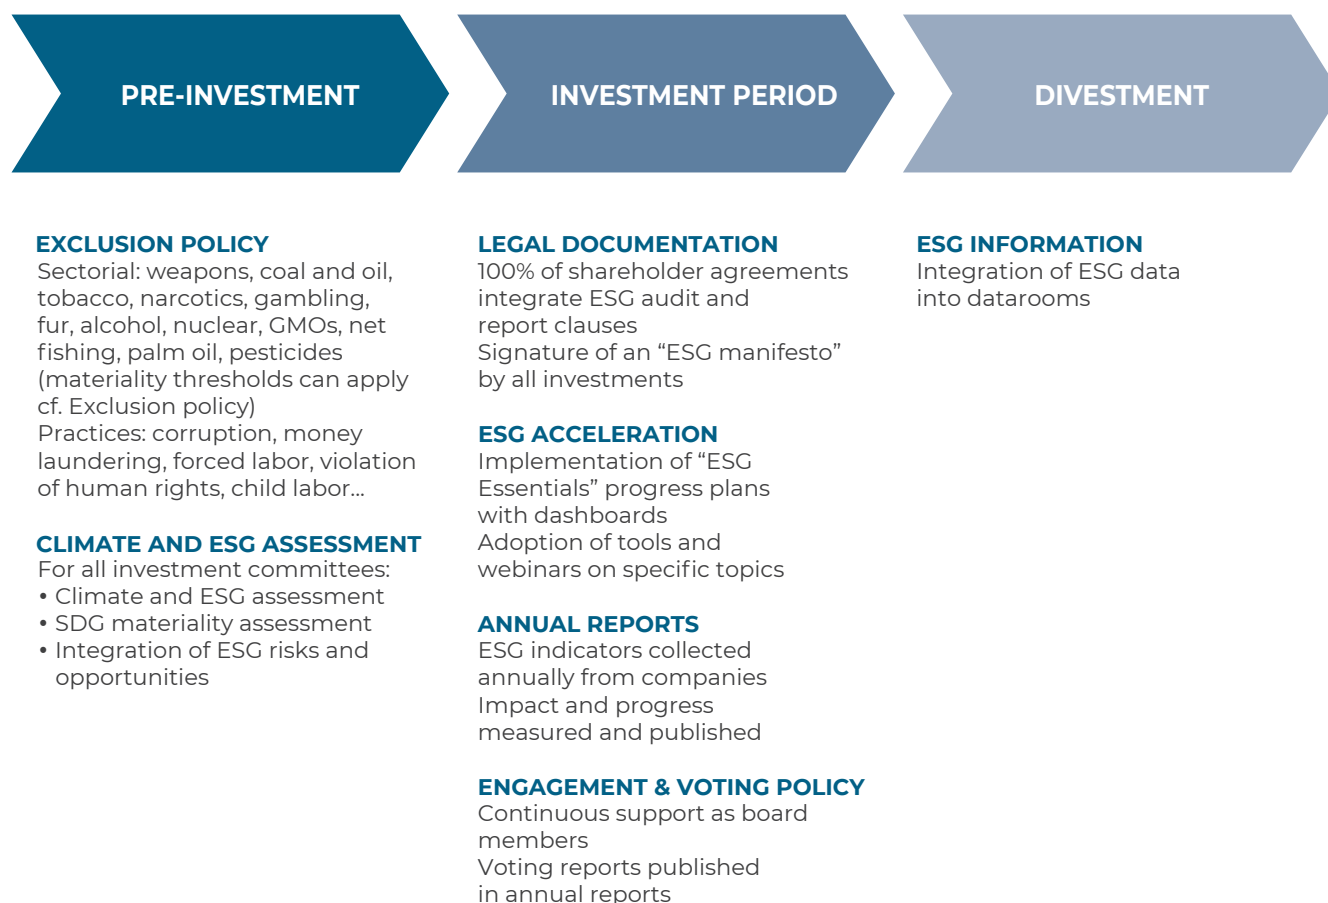 PRE-INVESTMENT
INVESTMENT PERIOD
DIVESTMENT
EXCLUSION POLICY
Sectorial: weapons, coal and oil,
tobacco, narcotics, gambling,
fur, alcohol, nuclear, GMOs, net
fishing, palm oil, pesticides
(materiality thresholds can apply
cf. Exclusion policy)
Practices: corruption, money
laundering, forced labor, violation
of human rights, child labor...
CLIMATE AND ESG ASSESSMENT
For all investment committees:
• Climate and ESG assessment
• SDG materiality assessment
• Integration of ESG risks and
opportunities
LEGAL DOCUMENTATION
100% of shareholder agreements
integrate ESG audit and
report clauses
Signature of an “ESG manifesto”
by all investments
ESG ACCELERATION
Implementation of “ESG
Essentials” progress plans
with dashboards
Adoption of tools and
webinars on specific topics
ANNUAL REPORTS
ESG indicators collected
annually from companies
Impact and progress
measured and published
ENGAGEMENT & VOTING POLICY
Continuous support as board
members
Voting reports published
in annual reports
ESG INFORMATION
Integration of ESG data
into datarooms